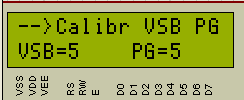 -->Calibr VSB PG
VSB=5 PG=5
VSS VDD VEE RS RW E D0 D1 D2 D3 D4 D5 D6 D7